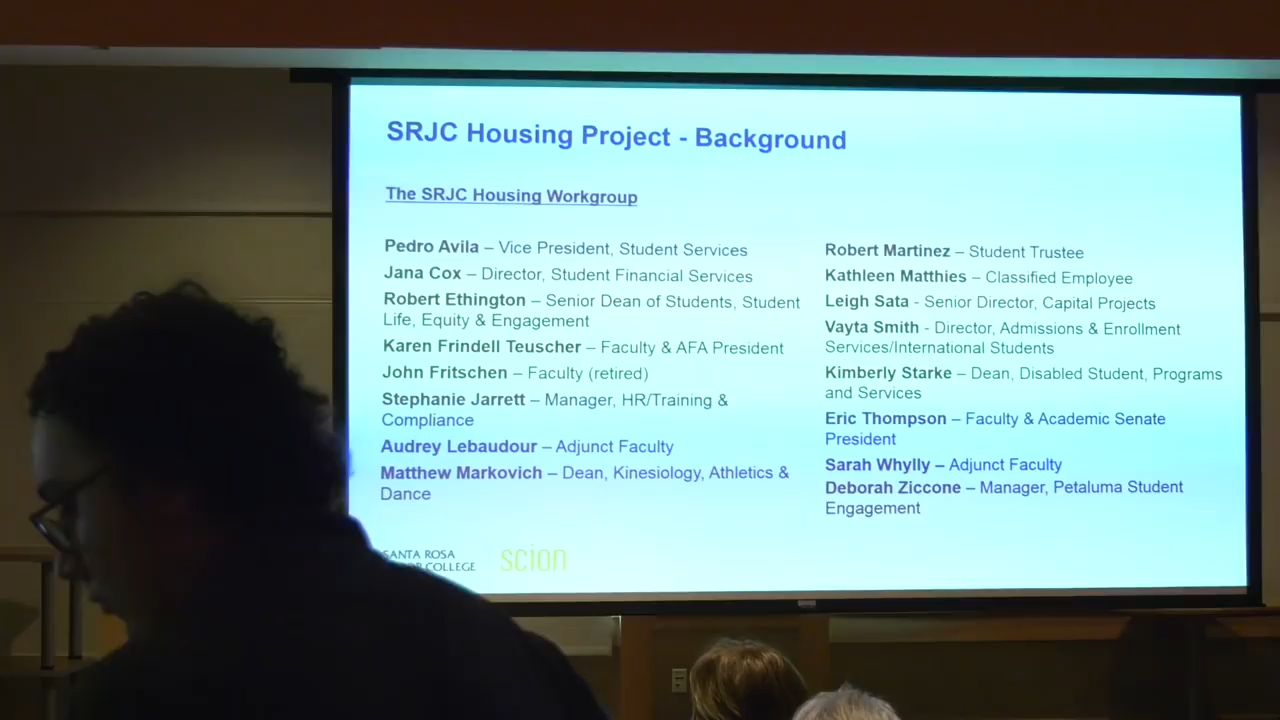 SRJC Housing Project - Background
The SRJC Housing Workgroup
Pedro Avila – Vice President, Student Services
Jana Cox – Director, Student Financial Services
Robert Ethington – Senior Dean of Students, Student
Life, Equity & Engagement
Karen Frindell Teuscher – Faculty & AFA President
John Fritschen – Faculty (retired)
Stephanie Jarrett – Manager, HR/Training &
Compliance
Audrey Lebaudour – Adjunct Faculty
Matthew Markovich – Dean, Kinesiology, Athletics &
Dance
Robert Martinez – Student Trustee
Kathleen Matthies – Classified Employee
Leigh Sata - Senior Director, Capital Projects
Vayta Smith - Director, Admissions & Enrollment
Services/International Students
Kimberly Starke – Dean, Disabled Student, Programs
and Services
Eric Thompson – Faculty & Academic Senate
President
Sarah Whylly – Adjunct Faculty
Deborah Ziccone – Manager, Petaluma Student
Engagement
SANTA ROSA
COLLEGE
scion